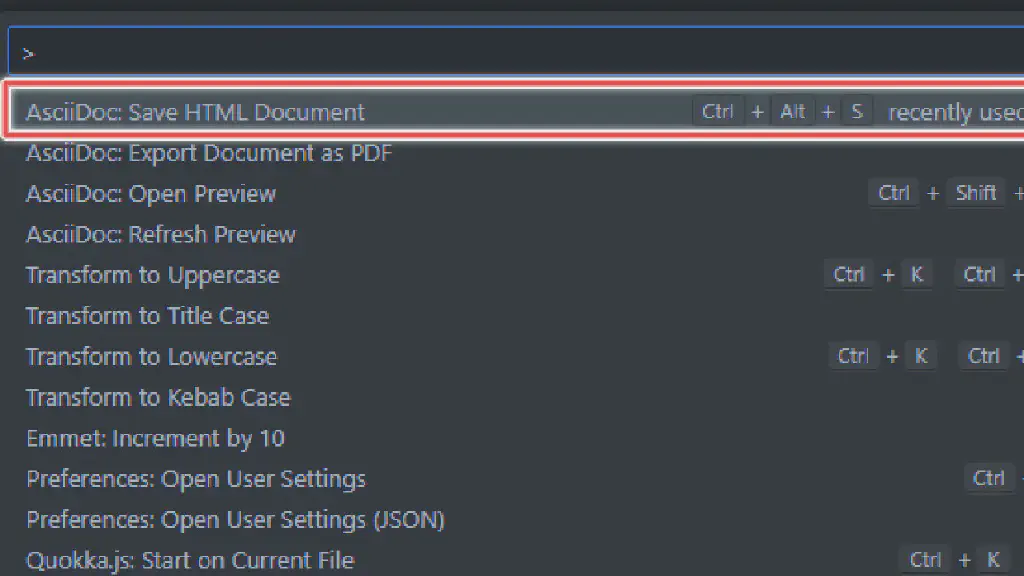 >
AsciiDoc: Save HTML Document Ctrl + Alt + S recently used
AsciiDoc: Export Document as PDF
AsciiDoc: Open Preview Ctrl + Shift +
AsciiDoc: Refresh Preview
Transform to Uppercase Ctrl + K Ctrl +
Transform to Title Case
Transform to Lowercase Ctrl + K Ctrl +
Transform to Kebab Case
Emmet: Increment by 10
Preferences: Open User Settings Ctrl
Preferences: Open User Settings (JSON)
Quokka.js: Start on Current File Ctrl + K